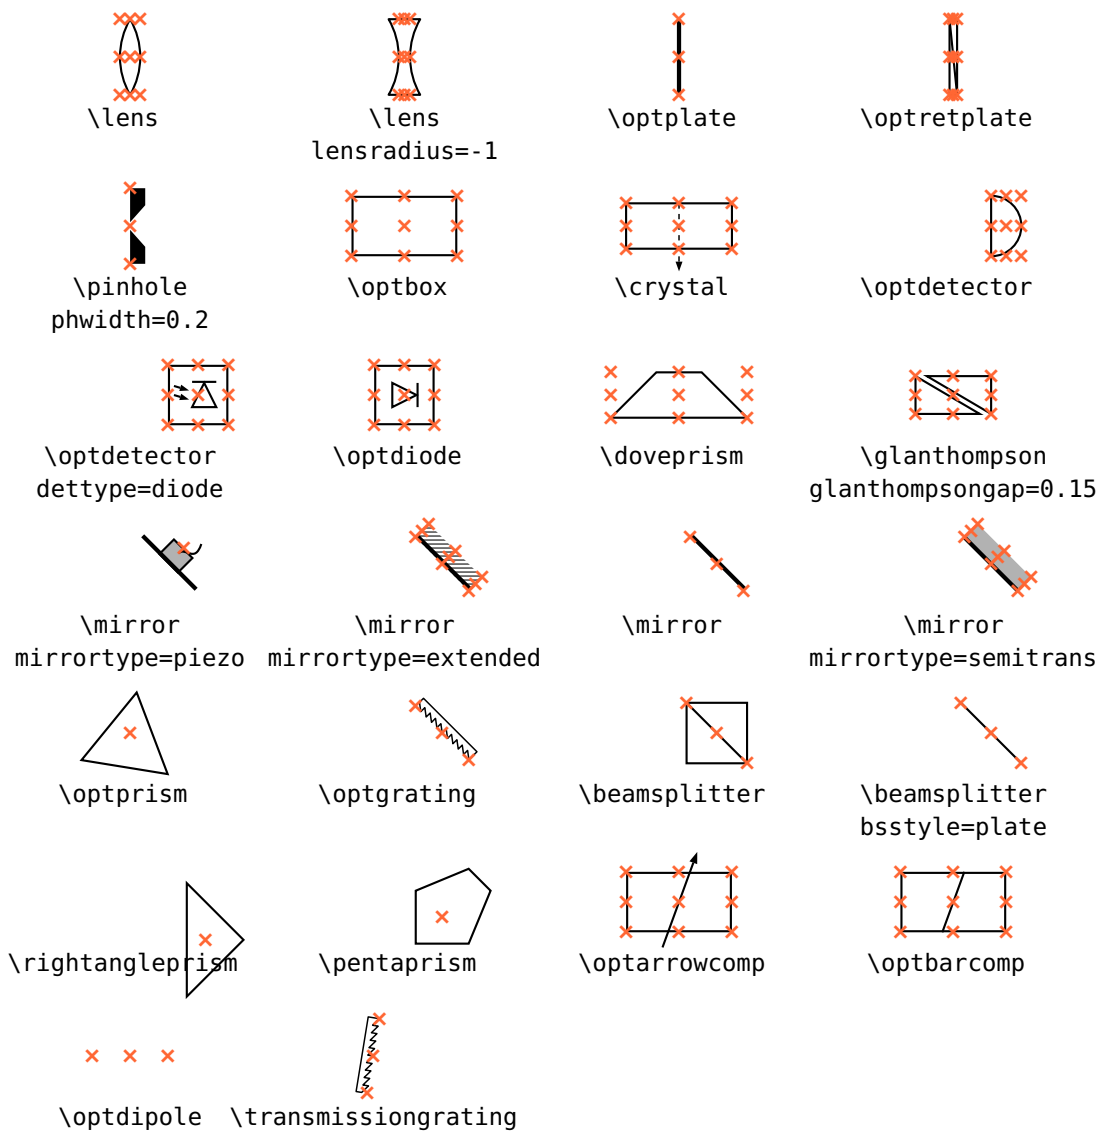 \lens
\lens
lensradius=-1
\optplate
\optretplate
\pinhole
phwidth=0.2
\optbox
\crystal
\optdetector
\optdetector
dettype=diode
\optdiode
\doveprism
\glanthompson
glanthompsongap=0.15
\mirror
mirrortype=piezo
\mirror
mirrortype=extended
\mirror
\mirror
mirrortype=semitrans
\optprism
\optgrating
\beamsplitter
\beamsplitter
bsstyle=plate
\rightangleprism
\pentaprism
\optarrowcomp
\optbarcomp
\optdipole
\transmissiongrating